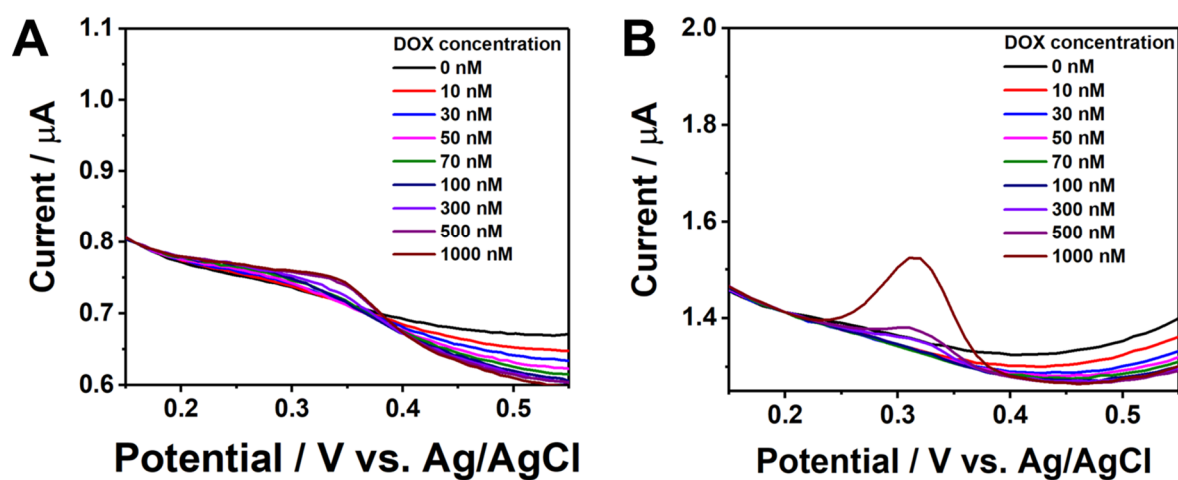 A
1.1
1.0
0.9
0.8
0.7
0.6
Current / µA
DOX concentration
0 nM
10 nM
30 nM
50 nM
70 nM
100 nM
300 nM
500 nM
1000 nM
0.2 0.3 0.4 0.5
Potential / V vs. Ag/AgCl
B
2.0
1.8
1.6
1.4
Current / µA
DOX concentration
0 nM
10 nM
30 nM
50 nM
70 nM
100 nM
300 nM
500 nM
1000 nM
0.2 0.3 0.4 0.5
Potential / V vs. Ag/AgCl